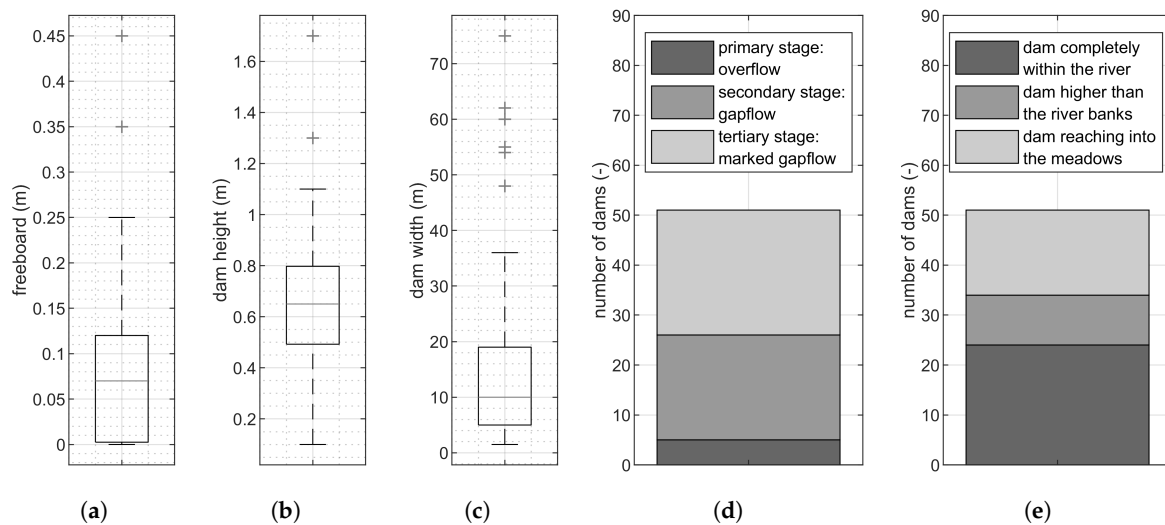 freeboard (m)
0.45
0.35
0.25
0.2
0.15
0.1
0.05
0
dam height (m)
1.6
1.4
1.2
1
0.8
0.6
0.4
0.2
dam width (m)
70
60
50
40
30
20
10
0
number of dams (-)
90
80
70
60
50
40
30
20
10
0
primary stage:
overflow
secondary stage:
gapflow
tertiary stage:
marked gapflow
number of dams (-)
90
80
70
60
50
40
30
20
10
0
dam completely
within the river
dam higher than
the river banks
dam reaching into
the meadows
(a)
(b)
(c)
(d)
(e)